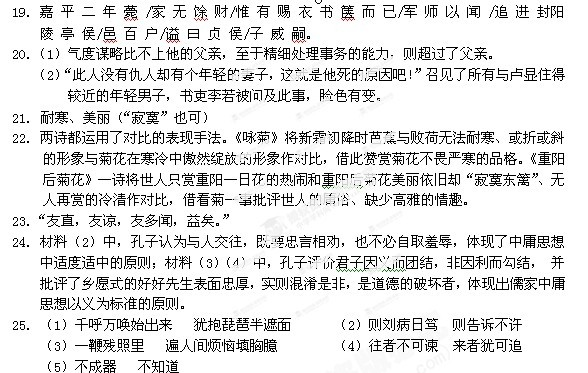 19. 嘉平二年薨/家无馀财/惟有赐衣书箧而已/军师以闻/追进封阳
陵亭侯/邑百户/谥曰贞侯/子威嗣。
20. （1）气度谋略比不上他的父亲，至于精细处理事务的能力，则超过了父亲。
（2）“此人没有仇人却有个年轻的妻子，这就是他死的原因吧!”召见了所有与卢显住得
较近的年轻男子，书吏李若被问及此事，脸色有变。
21. 耐寒、美丽（“寂寞”也可）
22. 两诗都运用了对比的表现手法。《咏菊》将新霜初降时芭蕉与败荷无法耐寒、或折或斜
的形象与菊花在寒冷中傲然绽放的形象作对比，借此赞赏菊花不畏严寒的品格。《重阳
后菊花》一诗将世人只赏重阳一日花的热闹和重阳后菊花美丽依旧却“寂寞东篱”、无
人再赏的冷清作对比，借看菊一事批评世人的庸俗、缺少高雅的情趣。
23. “友直，友谅，友多闻，益矣。”
24. 材料（2）中，孔子认为与人交往，既要忠言相劝，也不必自取羞辱，体现了中庸思想
中适度适中的原则；材料（3）（4）中，孔子评价君子因义而团结，非因利而勾结， 并
批评了乡愿式的好好先生表面忠厚，实则混淆是非，是道德的破坏者，体现出儒家中庸
思想以义为标准的原则。
25. （1）千呼万唤始出来 犹抱琵琶半遮面 （2）则刘病日笃 则告诉不许
（3）一鞭残照里 遍人间烦恼填胸臆 （4）往者不可谏 来者犹可追
（5）不成器 不知道